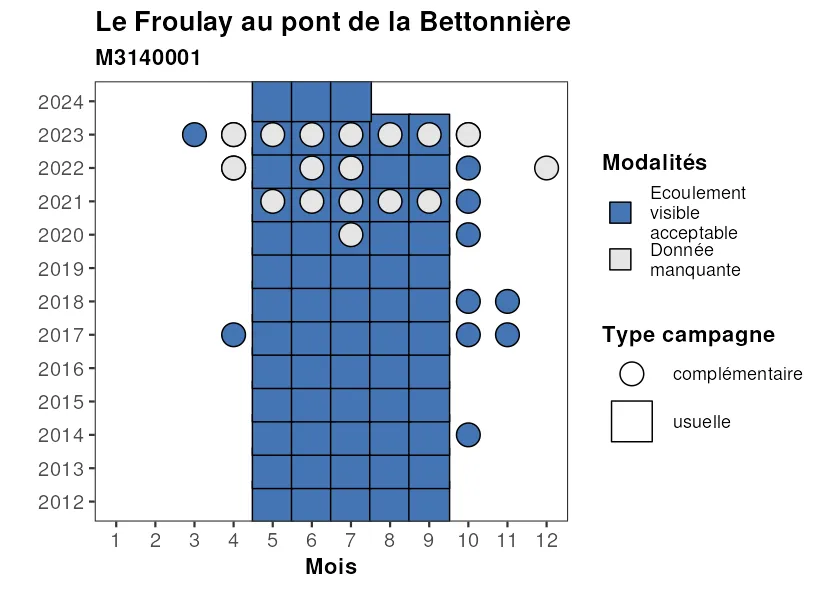 Le Froulay au pont de la Bettonnière
M3140001
2024
2023
2022
2021
2020
2019
2018
2017
2016
2015
2014
2013
2012
1 2 3 4 5 6 7 8 9 10 11 12
Mois
Modalités
Ecoulement
visible
acceptable
Donnée
manquante
Type campagne
complémentaire
usuelle